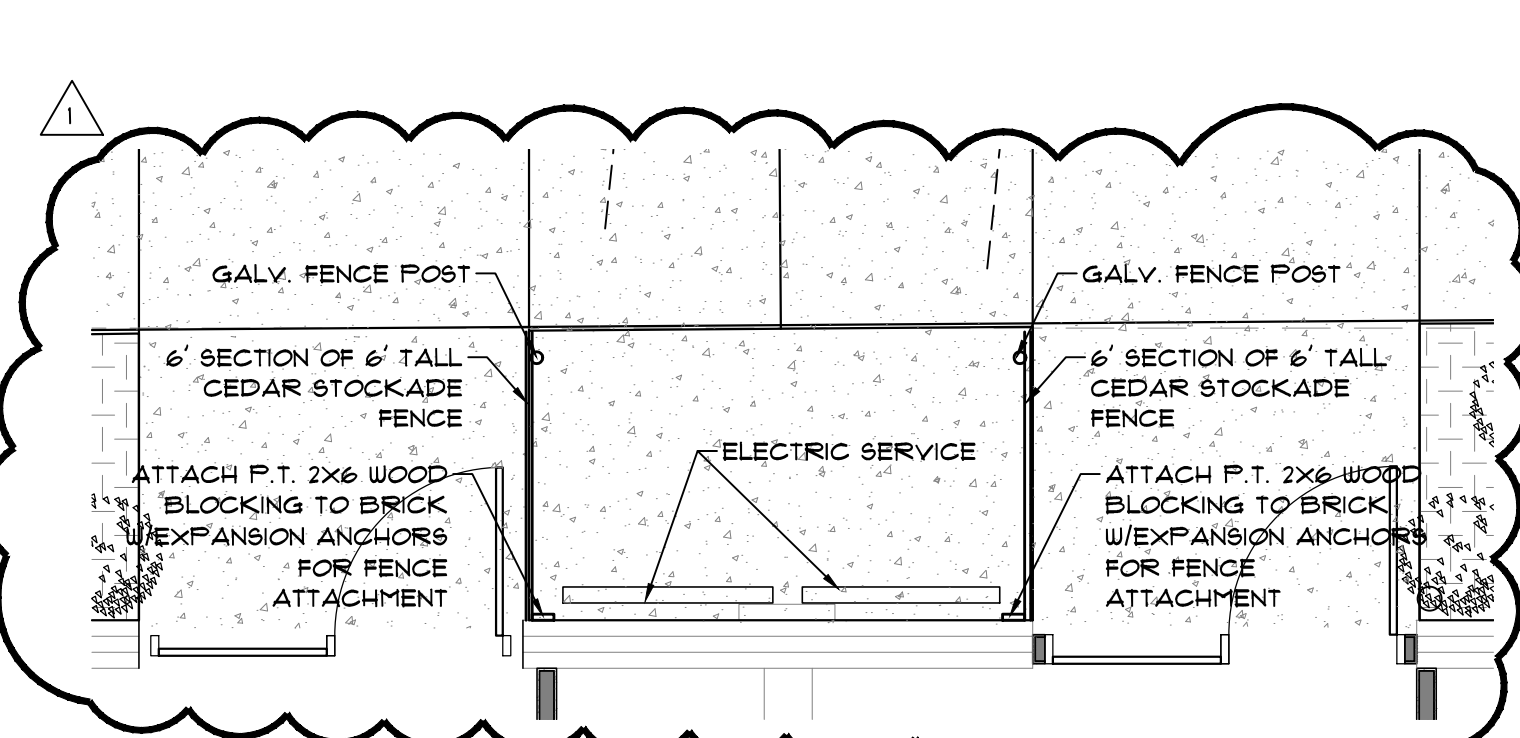 1
GALV. FENCE POST
6' SECTION OF 6' TALL
CEDAR STOCKADE
FENCE
ATTACH P.T. 2X6 WOOD
BLOCKING TO BRICK
W/EXPANSION ANCHORS
FOR FENCE
ATTACHMENT
ELECTRIC SERVICE
GALV. FENCE POST
6' SECTION OF 6' TALL
CEDAR STOCKADE
FENCE
ATTACH P.T. 2X6 WOOD
BLOCKING TO BRICK
W/EXPANSION ANCHORS
FOR FENCE
ATTACHMENT